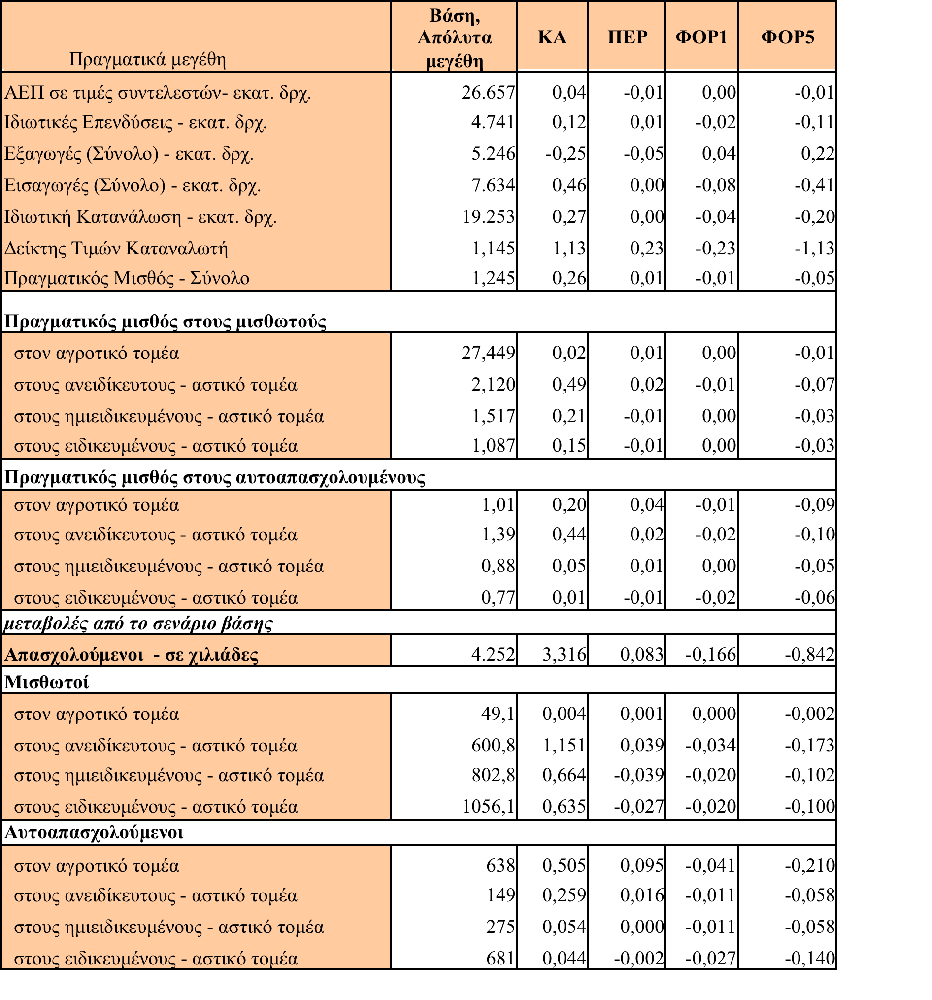 Πραγματικά μεγέθη Βάση, Απόλυτα μεγέθη ΚΑ ΠΕΡ ΦΟΡ1 ΦΟΡ5
ΑΕΠ σε τιμές συντελεστών- εκατ. δρχ. 26.657 0,04 -0,01 0,00 -0,01
Ιδιωτικές Επενδύσεις - εκατ. δρχ. 4.741 0,12 0,01 -0,02 -0,11
Εξαγωγές (Σύνολο) - εκατ. δρχ. 5.246 -0,25 -0,05 0,04 0,22
Εισαγωγές (Σύνολο) - εκατ. δρχ. 7.634 0,46 0,00 -0,08 -0,41
Ιδιωτική Κατανάλωση - εκατ. δρχ. 19.253 0,27 0,00 -0,04 -0,20
Δείκτης Τιμών Καταναλωτή 1,145 1,13 0,23 -0,23 -1,13
Πραγματικός Μισθός - Σύνολο 1,245 0,26 0,01 -0,01 -0,05
Πραγματικός μισθός στους μισθωτούς
στον αγροτικό τομέα 27,449 0,02 0,01 0,00 -0,01
στους ανειδίκευτους - αστικό τομέα 2,120 0,49 0,02 -0,01 -0,07
στους ημιειδικευμένους - αστικό τομέα 1,517 0,21 -0,01 0,00 -0,03
στους ειδικευμένους - αστικό τομέα 1,087 0,15 -0,01 0,00 -0,03
Πραγματικός μισθός στους αυτοαπασχολουμένους
στον αγροτικό τομέα 1,01 0,20 0,04 -0,01 -0,09
στους ανειδίκευτους - αστικό τομέα 1,39 0,44 0,02 -0,02 -0,10
στους ημιειδικευμένους - αστικό τομέα 0,88 0,05 0,01 0,00 -0,05
στους ειδικευμένους - αστικό τομέα 0,77 0,01 -0,01 -0,02 -0,06
μεταβολές από το σενάριο βάσης
Απασχολούμενοι - σε χιλιάδες 4.252 3,316 0,083 -0,166 -0,842
Μισθωτοί
στον αγροτικό τομέα 49,1 0,004 0,001 0,000 -0,002
στους ανειδίκευτους - αστικό τομέα 600,8 1,151 0,039 -0,034 -0,173
στους ημιειδικευμένους - αστικό τομέα 802,8 0,664 -0,039 -0,020 -0,102
στους ειδικευμένους - αστικό τομέα 1056,1 0,635 -0,027 -0,020 -0,100
Αυτοαπασχολούμενοι
στον αγροτικό τομέα 638 0,505 0,095 -0,041 -0,210
στους ανειδίκευτους - αστικό τομέα 149 0,259 0,016 -0,011 -0,058
στους ημιειδικευμένους - αστικό τομέα 275 0,054 0,000 -0,011 -0,058
στους ειδικευμένους - αστικό τομέα 681 0,044 -0,002 -0,027 -0,140